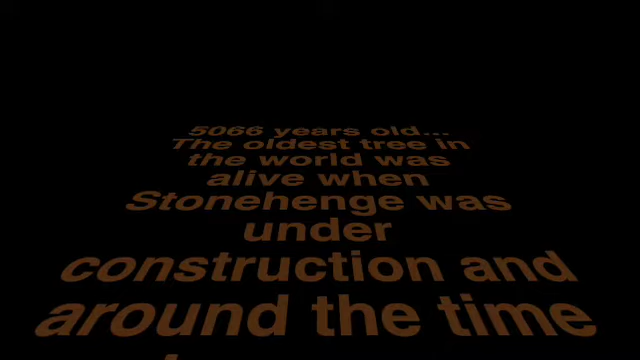 5066 years old...
The oldest tree in
the world was
alive when
Stonehenge was
under
construction and
around the time